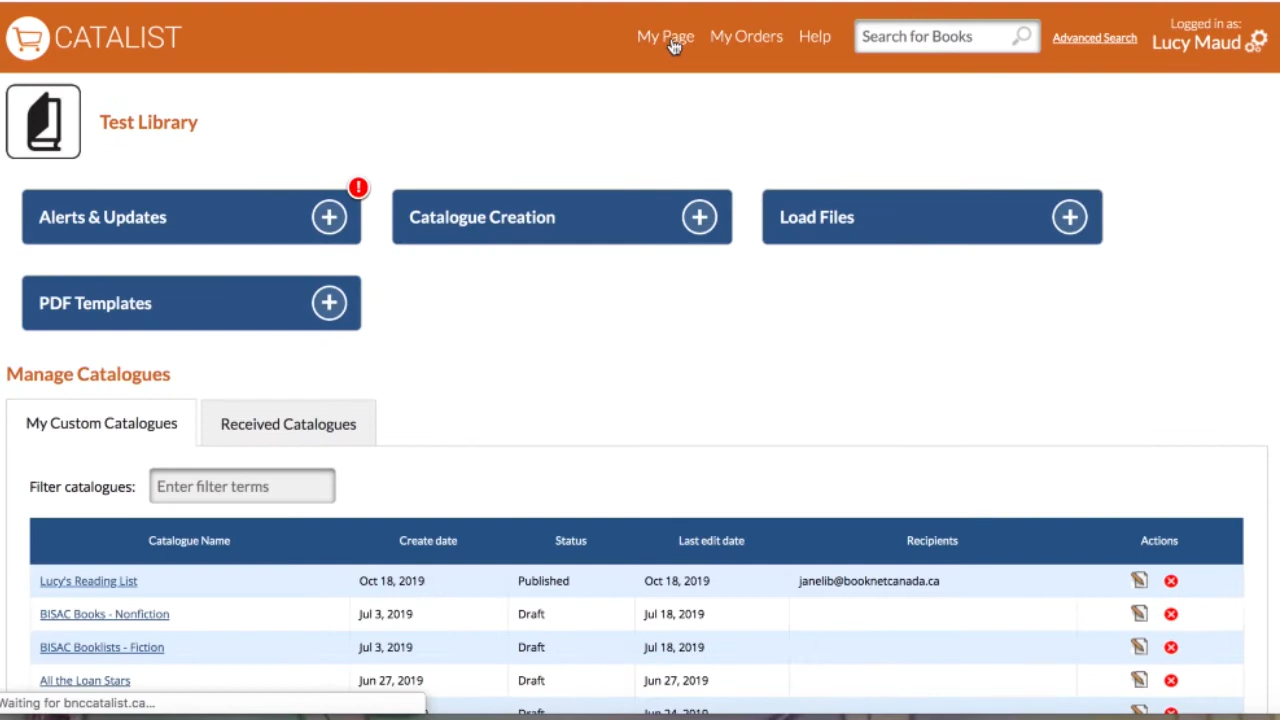 CATALIST
My Page My Orders Help Search for Books Advanced Search
Logged in as:
Lucy Maud
Test Library
Alerts & Updates Catalogue Creation Load Files
PDF Templates
Manage Catalogues
My Custom Catalogues Received Catalogues
Filter catalogues: Enter filter terms
Catalogue Name Create date Status Last edit date Recipients Actions
Lucy's Reading List Oct 18, 2019 Published Oct 18, 2019 janelib@booknetcanada.ca
BISAC Books - Nonfiction Jul 3, 2019 Draft Jul 18, 2019
BISAC Booklists - Fiction Jul 3, 2019 Draft Jul 18, 2019
All the Loan Stars Jun 27, 2019 Draft Jun 27, 2019
Waiting for bnccatalist.ca...